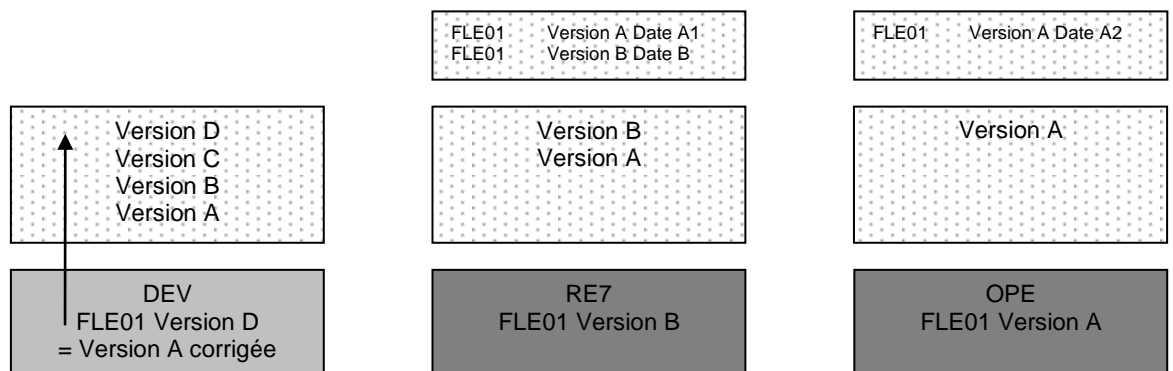 FLE01 Version A Date A1
FLE01 Version B Date B
FLE01 Version A Date A2
Version D
Version C
Version B
Version A
Version B
Version A
Version A
DEV
FLE01 Version D
= Version A corrigée
RE7
FLE01 Version B
OPE
FLE01 Version A